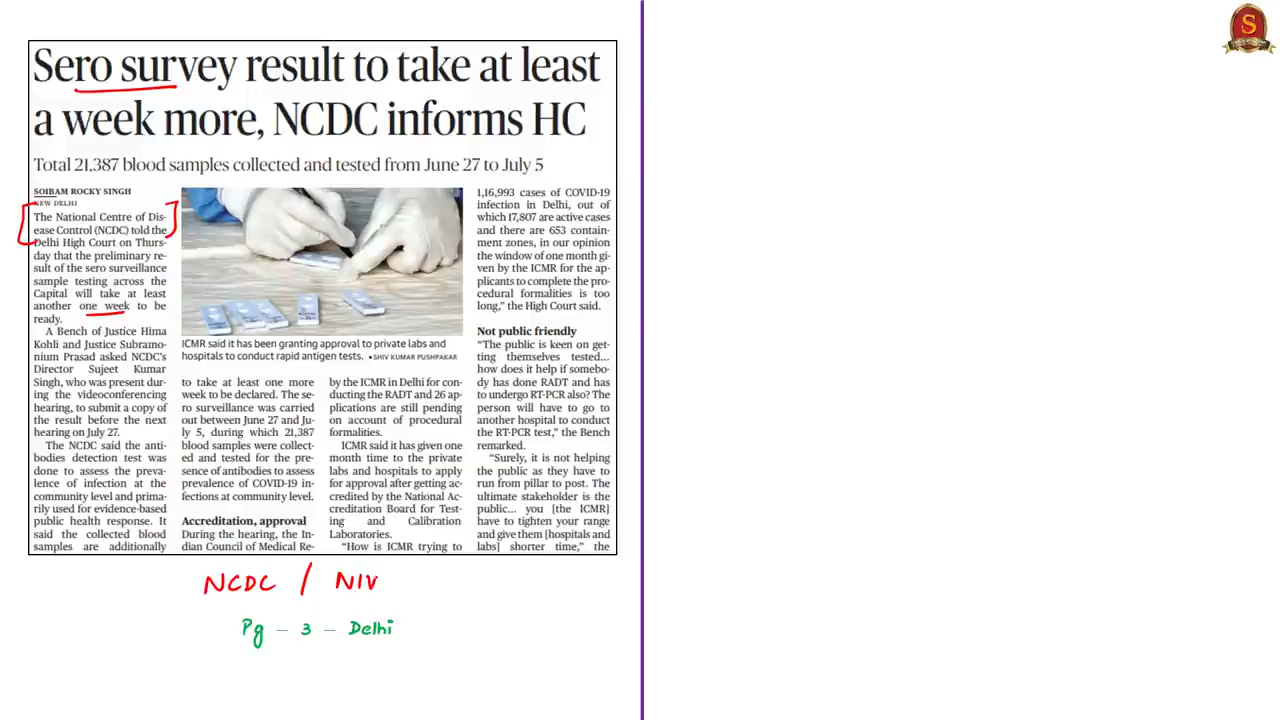 Sero survey result to take at least
a week more, NCDC informs HC
Total 21,387 blood samples collected and tested from June 27 to July 5
SOIBAM ROCKY SINGH
NEW DELHI
The National Centre of Dis-
ease Control (NCDC) told the
Delhi High Court on Thurs-
day that the preliminary re-
sult of the sero surveillance
sample testing across the
Capital will take at least
another one week to be
ready.
A Bench of Justice Hima
Kohli and Justice Subramo-
nium Prasad asked NCDC's
Director Sujeet Kumar
Singh, who was present dur-
ing the videoconferencing
hearing, to submit a copy of
the result before the next
hearing on July 27.
The NCDC said the anti-
bodies detection test was
done to assess the preva-
lence of infection at the
community level and prima-
rily used for evidence-based
public health response. It
said the collected blood
samples are additionally
ICMR said it has been granting approval to private labs and
hospitals to conduct rapid antigen tests. •SHIV KUMAR PUSHPAKAR
to take at least one more
week to be declared. The se-
ro surveillance was carried
out between June 27 and Ju-
ly 5, during which 21,387
blood samples were collect-
ed and tested for the pre-
sence of antibodies to assess
prevalence of COVID-19 in-
fections at community level.
Accreditation, approval
During the hearing, the In-
dian Council of Medical Re-
by the ICMR in Delhi for con-
ducting the RADT and 26 ap-
plications are still pending
on account of procedural
formalities.
ICMR said it has given one
month time to the private
labs and hospitals to apply
for approval after getting ac-
credited by the National Ac-
creditation Board for Test-
ing and Calibration
Laboratories.
“How is ICMR trying to
1,16,993 cases of COVID-19
infection in Delhi, out of
which 17,807 are active cases
and there are 653 contain-
ment zones, in our opinion
the window of one month gi-
ven by the ICMR for the ap-
plicants to complete the pro-
cedural formalities is too
long,” the High Court said.
Not public friendly
“The public is keen on get-
ting themselves tested...
how does it help if somebo-
dy has done RADT and has
to undergo RT-PCR also? The
person will have to go to
another hospital to conduct
the RT-PCR test,” the Bench
remarked.
“Surely, it is not helping
the public as they have to
run from pillar to post. The
ultimate stakeholder is the
public... you [the ICMR]
have to tighten your range
and give them [hospitals and
labs] shorter time,” the
NCDC / NIV
Pg - 3 - Delhi
S